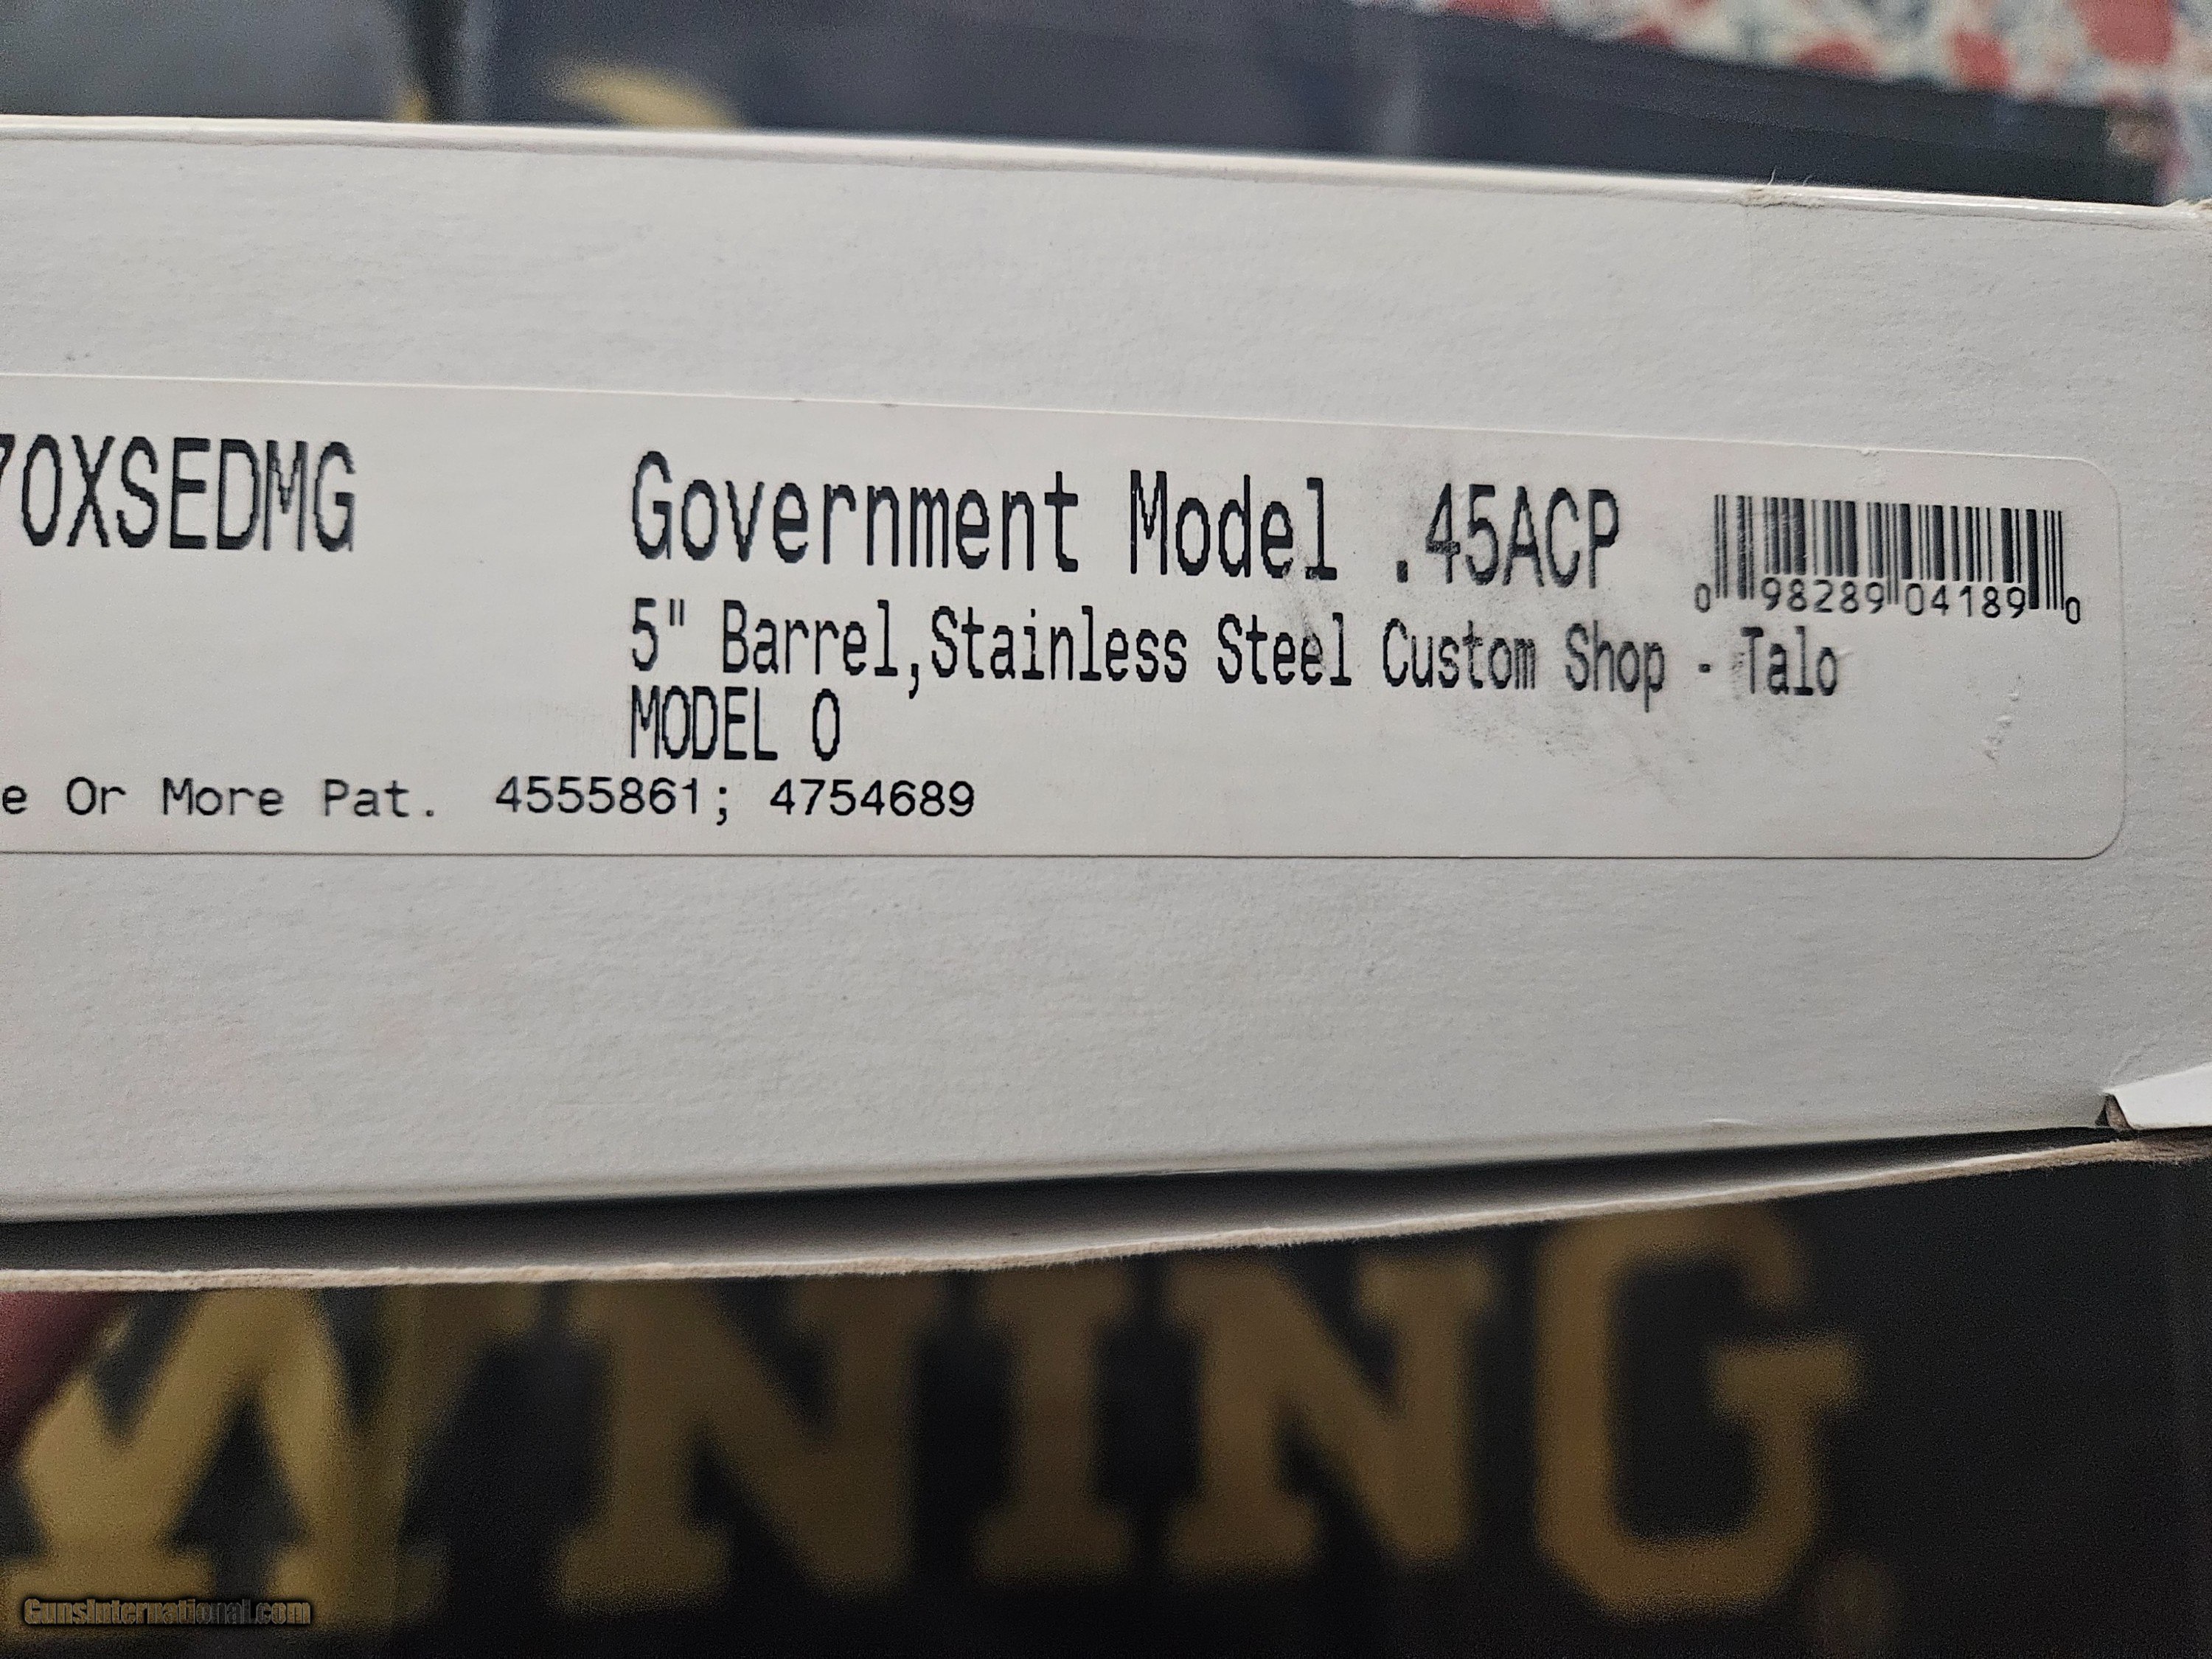 70XSEDMG
Government Model .45ACP
0 98289 04189 0
5" Barrel,Stainless Steel Custom Shop - Talo
MODEL O
e Or More Pat. 4555861; 4754689
WNING
GunsInternational.com